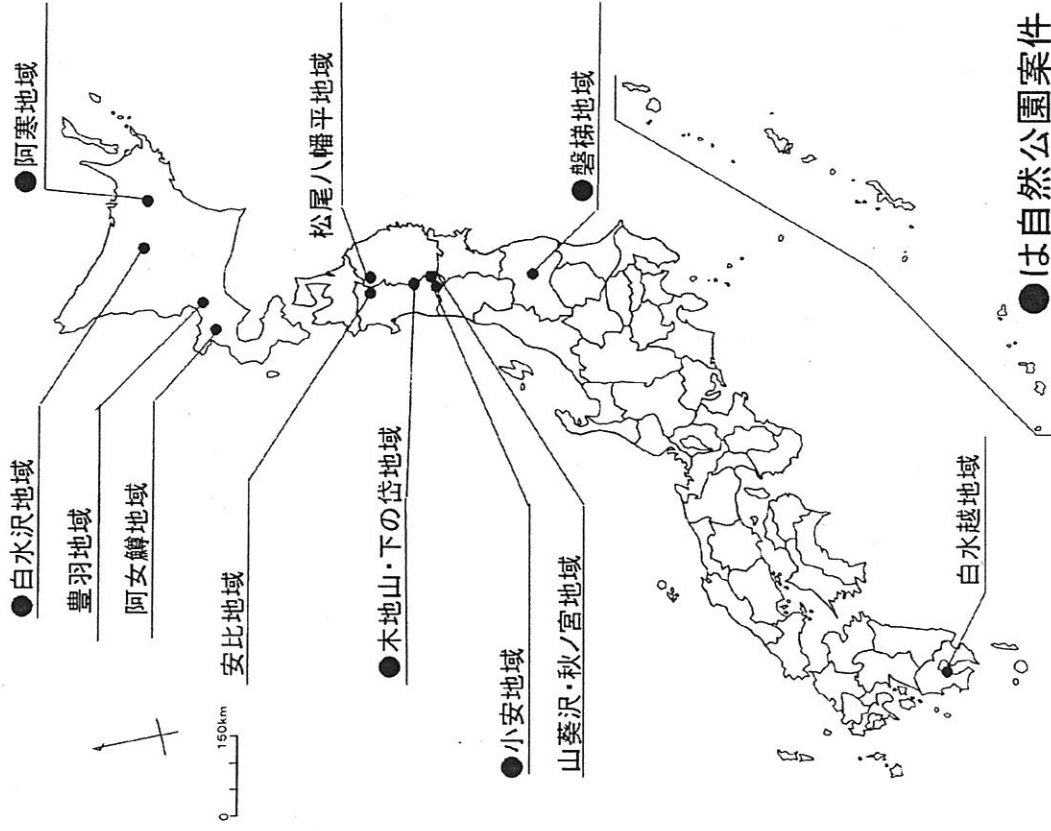 ●阿寒地域
●白水沢地域
豊羽地域
阿女鱒地域
松尾八幡平地域
安比地域
●木地山・下の岱地域
●小安地域
山葵沢・秋ノ宮地域
●磐梯地域
白水越地域
0 150km
●は自然公園案件